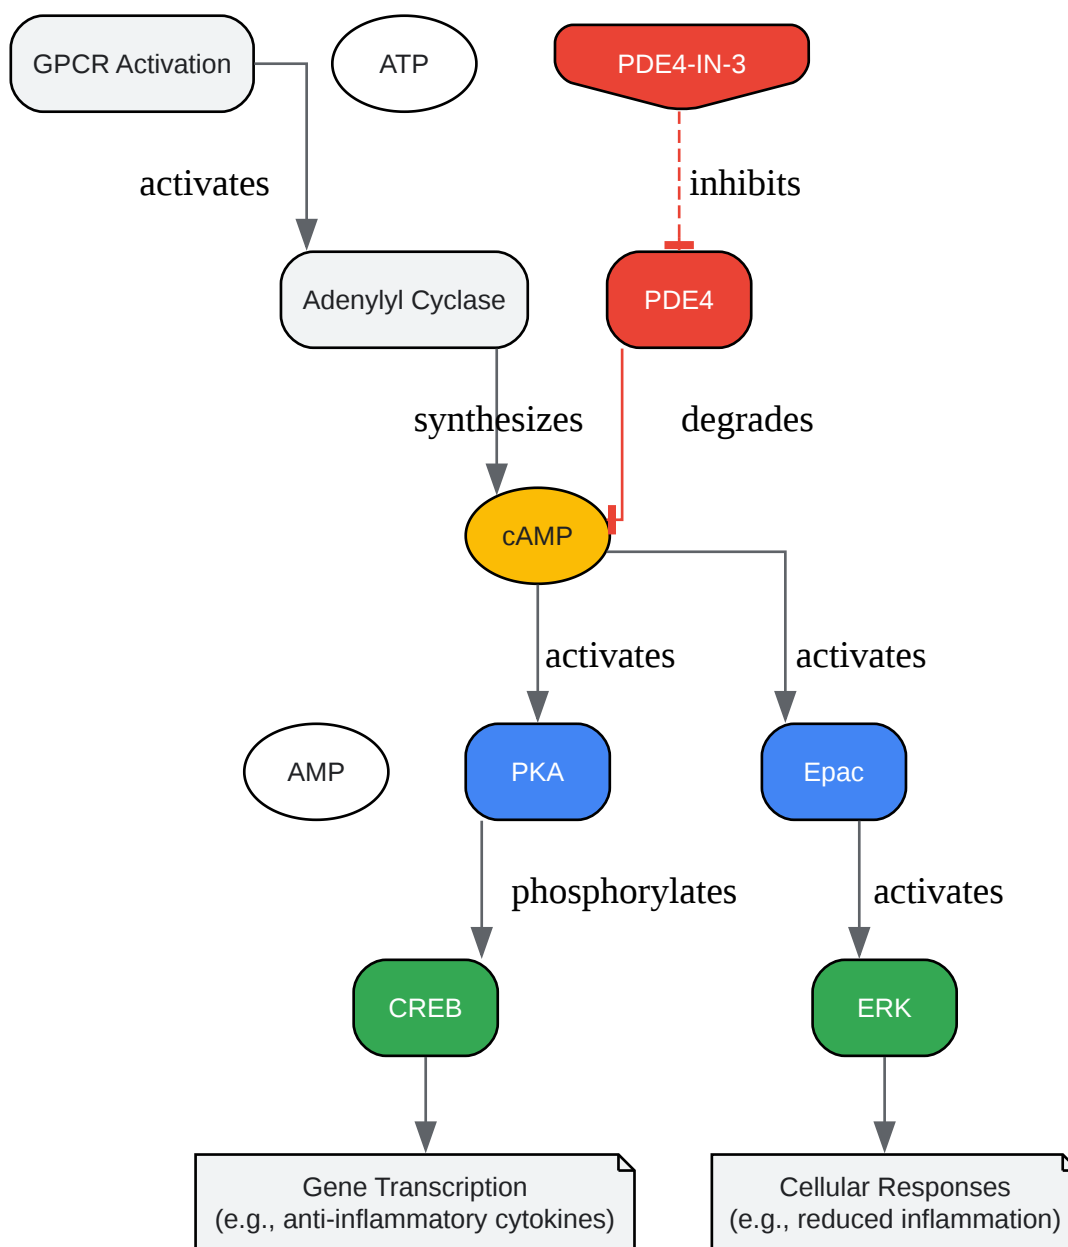 GPCR Activation
ATP
PDE4-IN-3
activates
inhibits
Adenylyl Cyclase
PDE4
synthesizes
degrades
cAMP
activates
activates
AMP
PKA
Epac
phosphorylates
activates
CREB
ERK
Gene Transcription
(e.g., anti-inflammatory cytokines)
Cellular Responses
(e.g., reduced inflammation)